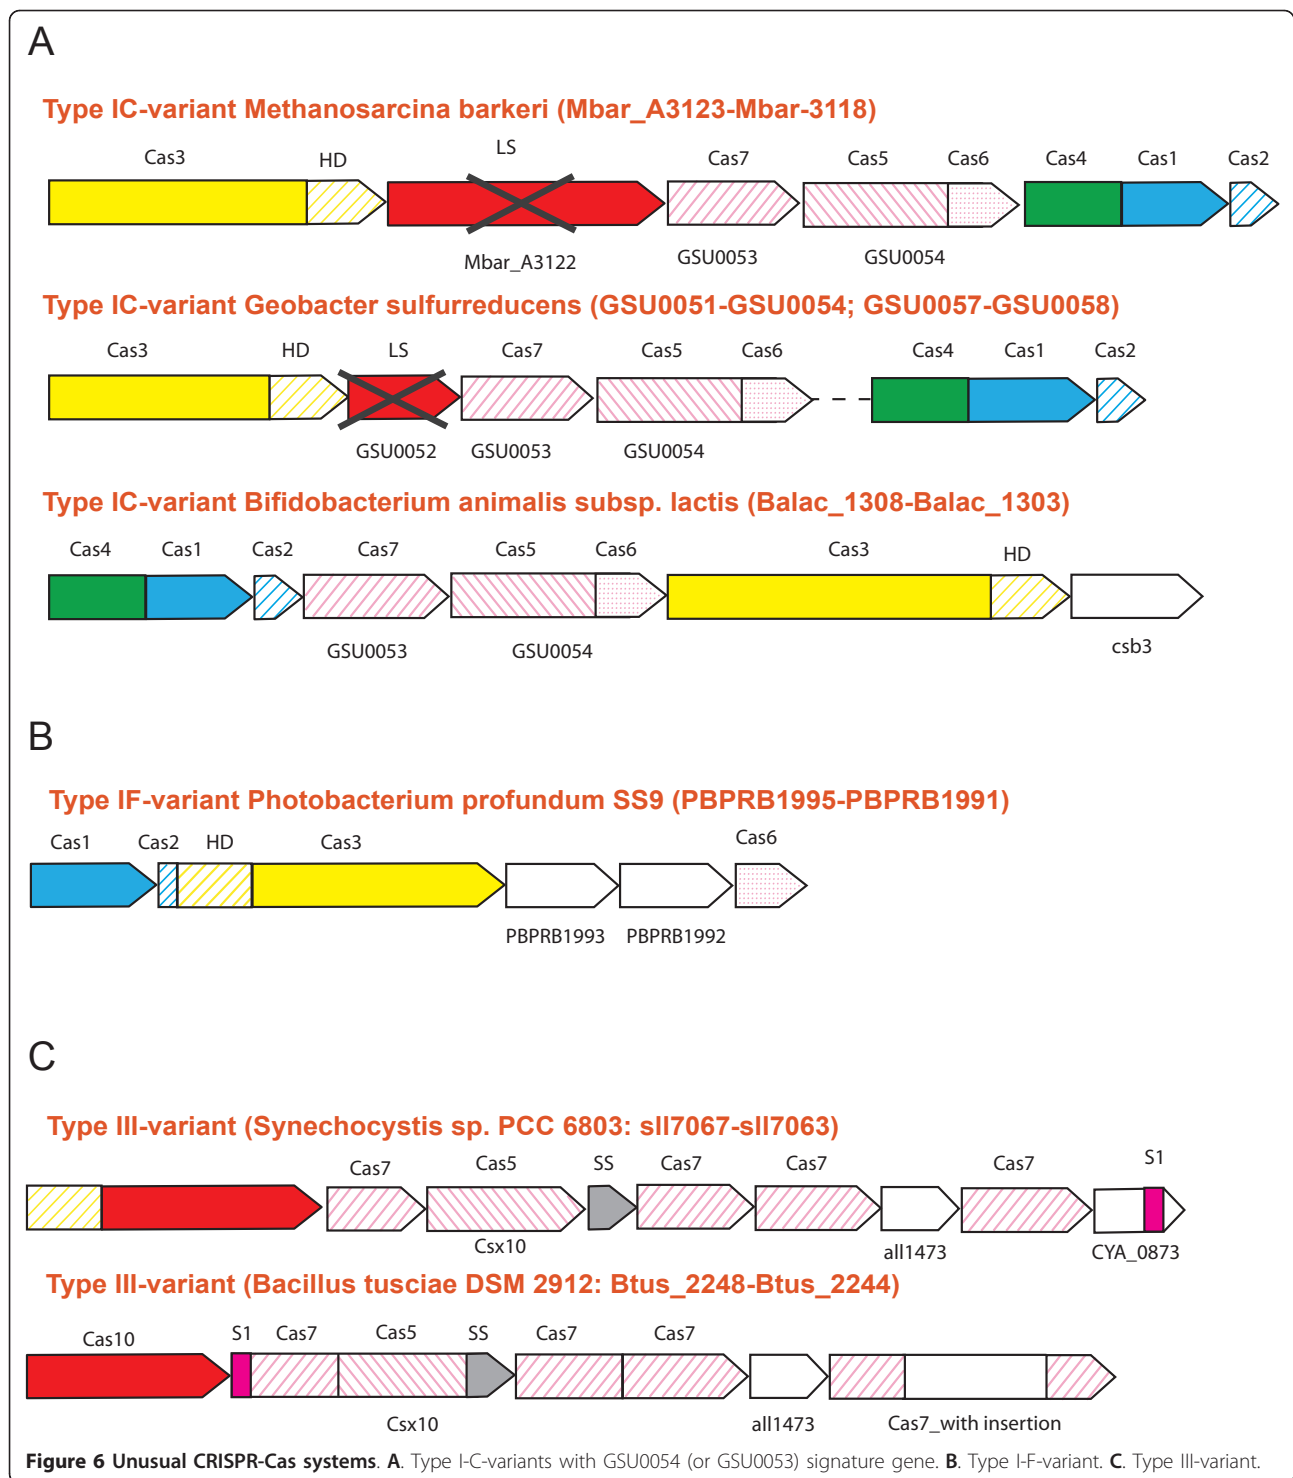 A
Type IC-variant Methanosarcina barkeri (Mbar_A3123-Mbar-3118)
Cas3 HD LS Cas7 Cas5 Cas6 Cas4 Cas1 Cas2
Mbar_A3122 GSU0053 GSU0054
Type IC-variant Geobacter sulfurreducens (GSU0051-GSU0054; GSU0057-GSU0058)
Cas3 HD LS Cas7 Cas5 Cas6 Cas4 Cas1 Cas2
GSU0052 GSU0053 GSU0054
Type IC-variant Bifidobacterium animalis subsp. lactis (Balac_1308-Balac_1303)
Cas4 Cas1 Cas2 Cas7 Cas5 Cas6 Cas3 HD
GSU0053 GSU0054 csb3
B
Type IF-variant Photobacterium profundum SS9 (PBPRB1995-PBPRB1991)
Cas1 Cas2 HD Cas3 Cas6
PBPRB1993 PBPRB1992
C
Type III-variant (Synechocystis sp. PCC 6803: sll7067-sll7063)
Cas7 Cas5 SS Cas7 Cas7 Cas7 S1
Csx10 all1473 CYA_0873
Type III-variant (Bacillus tusciae DSM 2912: Btus_2248-Btus_2244)
Cas10 S1 Cas7 Cas5 SS Cas7 Cas7
Csx10 all1473 Cas7_with insertion
Figure 6 Unusual CRISPR-Cas systems. A. Type I-C-variants with GSU0054 (or GSU0053) signature gene. B. Type I-F-variant. C. Type III-variant.